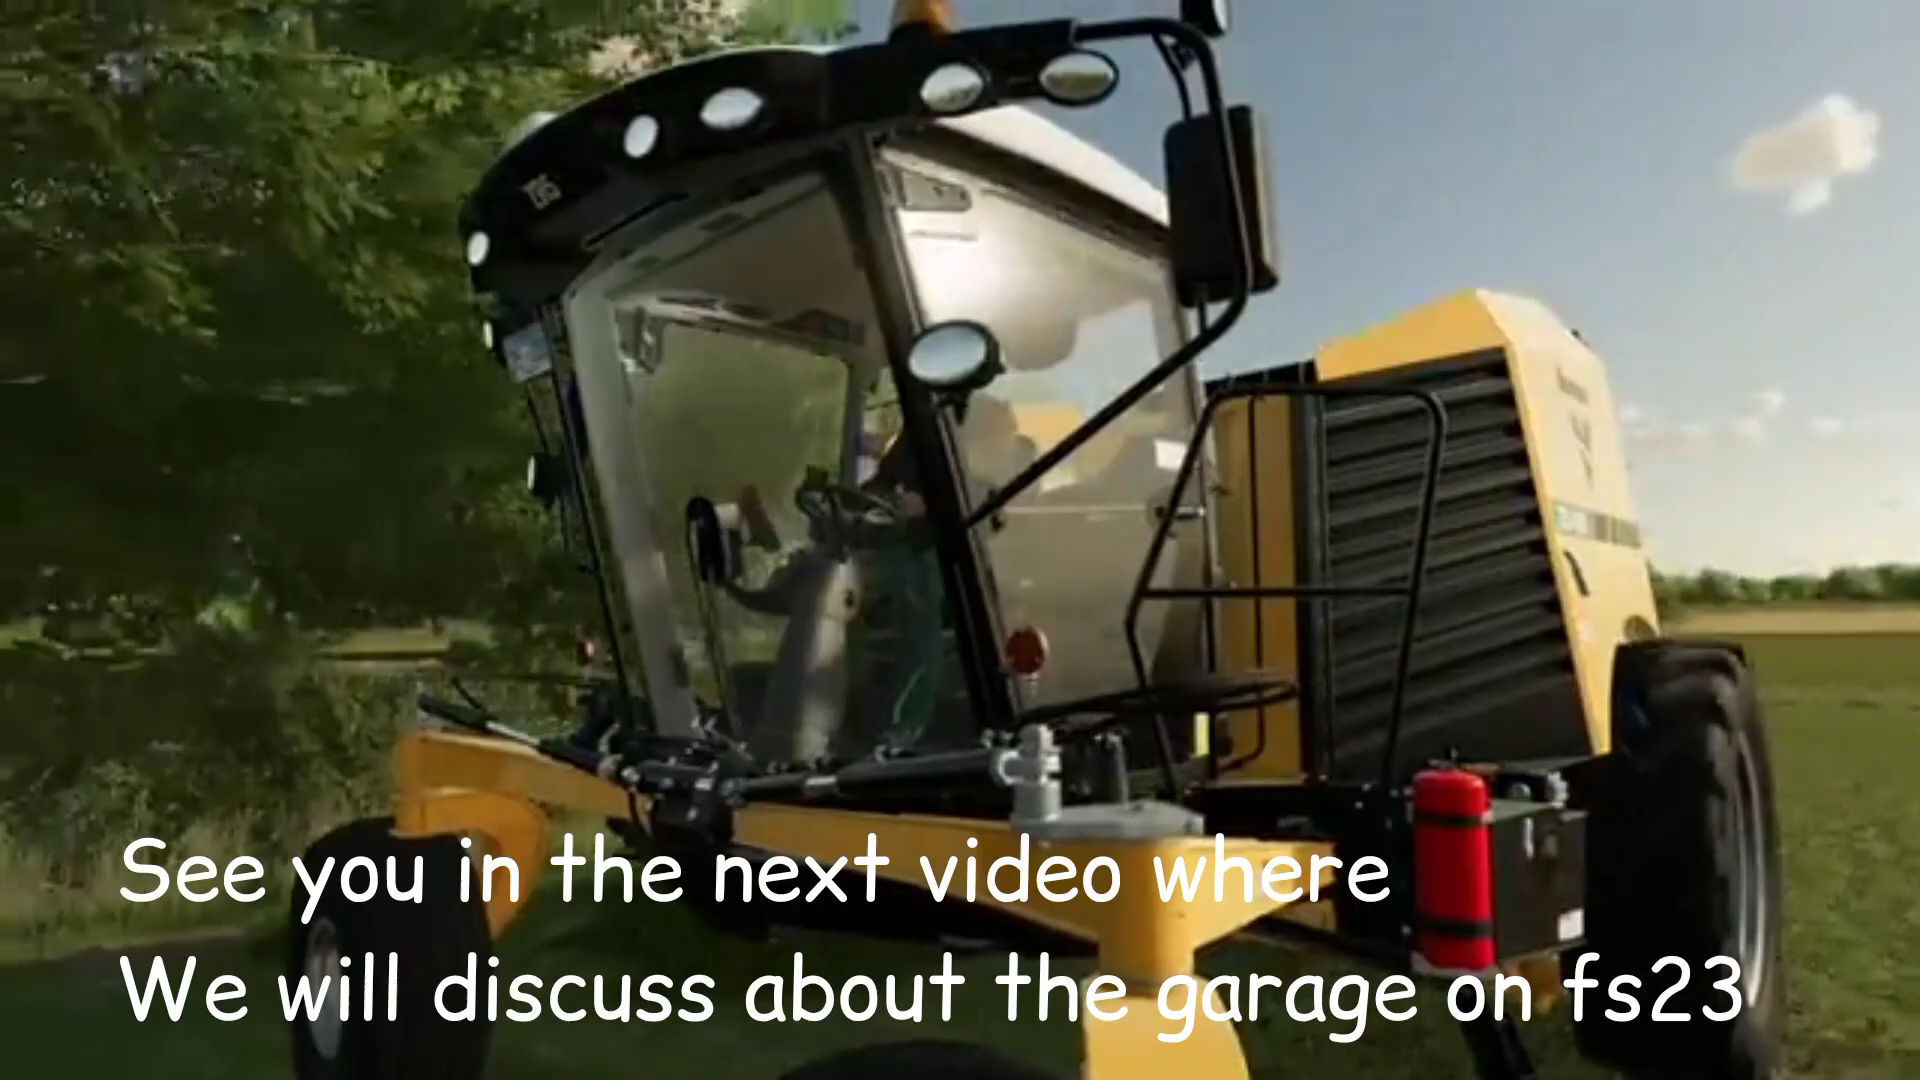 See you in the next video where
We will discuss about the garage on fs23